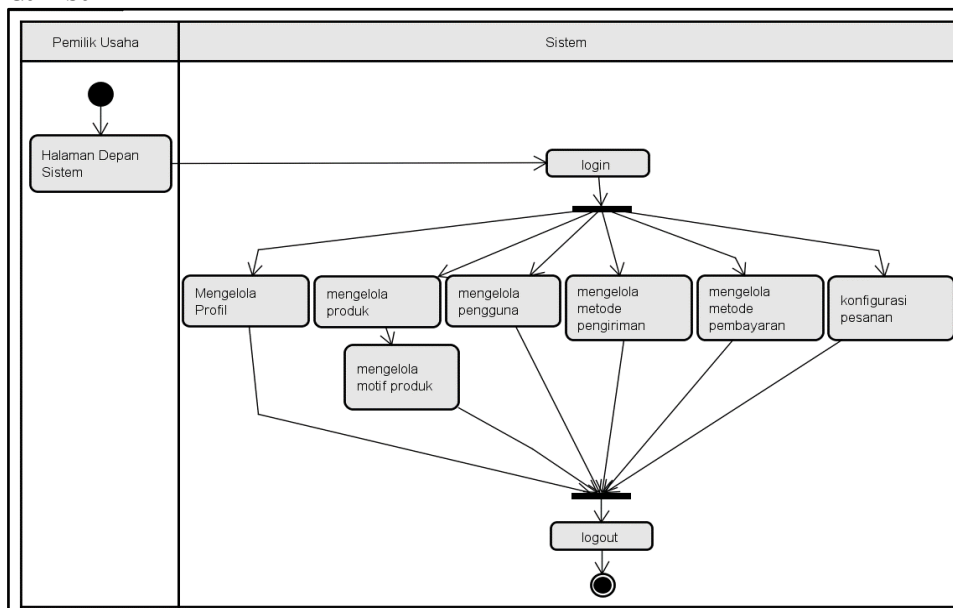 Pemilik Usaha
Sistem
Halaman Depan
Sistem
login
Mengelola
Profil
mengelola
produk
mengelola
pengguna
mengelola
metode
pengiriman
mengelola
metode
pembayaran
konfigurasi
pesanan
mengelola
motif produk
logout